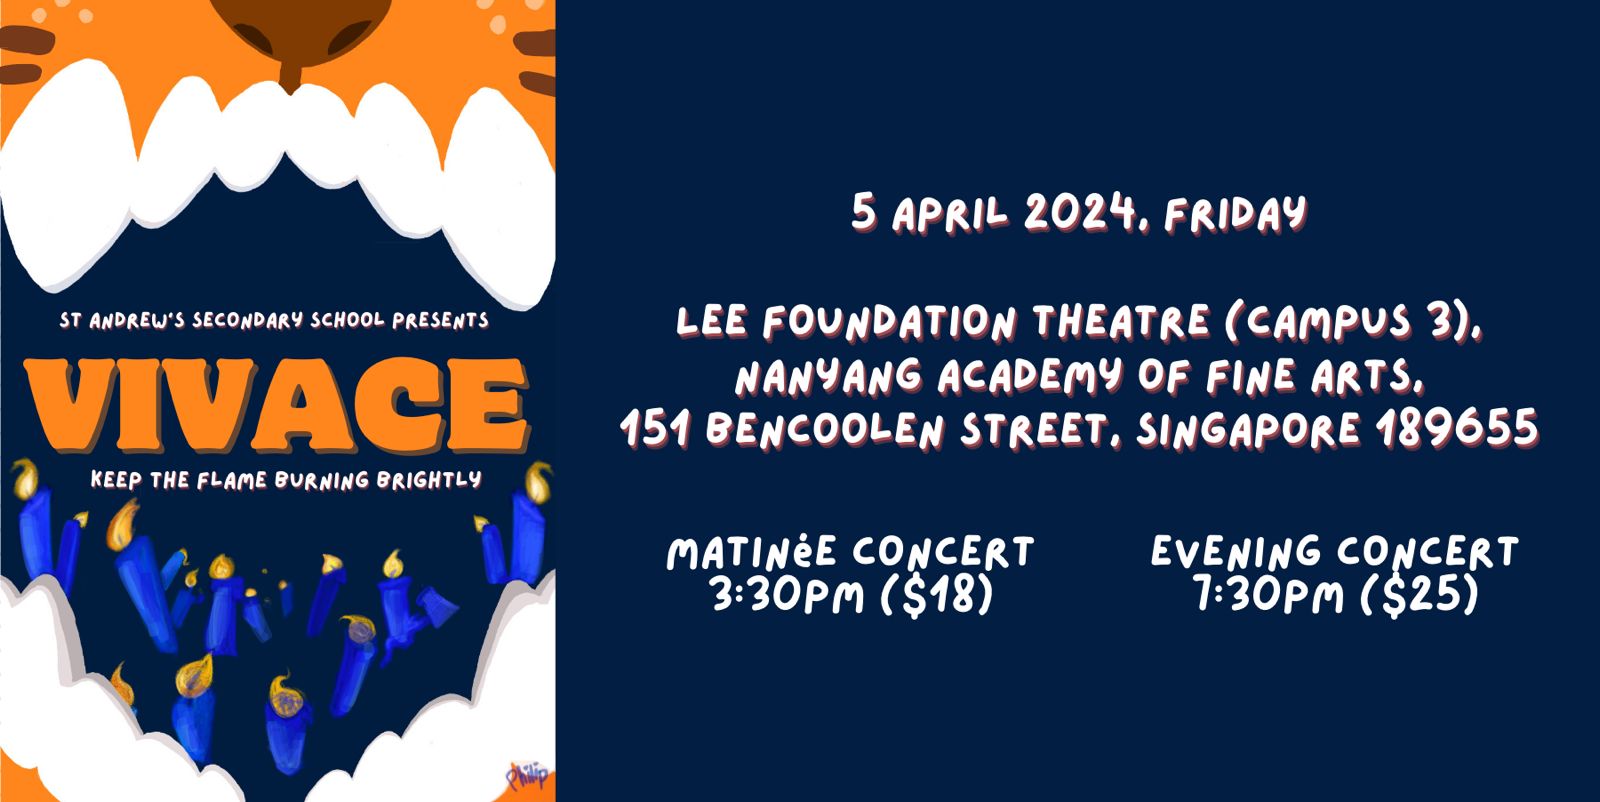 ST ANDREW'S SECONDARY SCHOOL PRESENTS
VIVACE
KEEP THE FLAME BURNING BRIGHTLY
Philip
5 APRIL 2024, FRIDAY
LEE FOUNDATION THEATRE (CAMPUS 3),
NANYANG ACADEMY OF FINE ARTS,
151 BENCOOLEN STREET, SINGAPORE 189655
MATINéE CONCERT
3:30PM ($18)
EVENING CONCERT
7:30PM ($25)